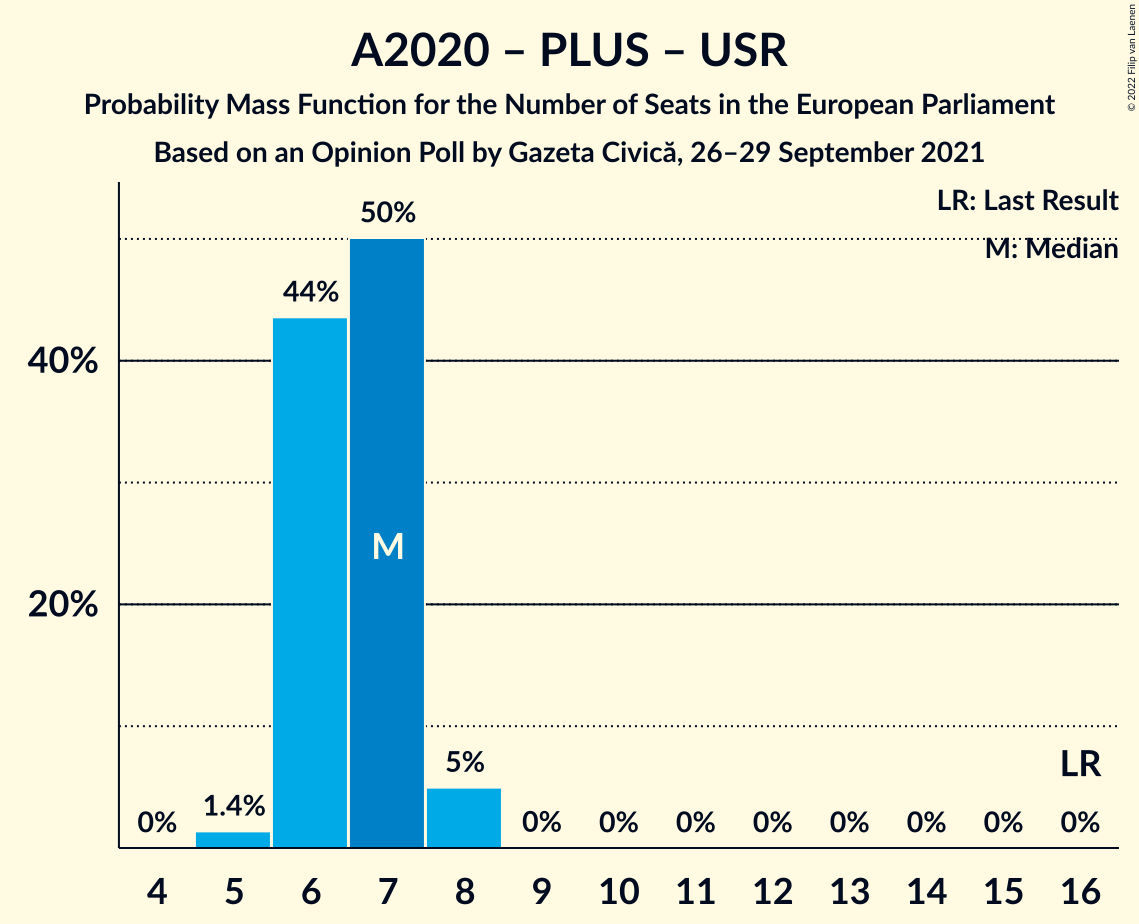 A2020 – PLUS – USR
Probability Mass Function for the Number of Seats in the European Parliament
Based on an Opinion Poll by Gazeta Civică, 26–29 September 2021
© 2022 Filip van Laenen
LR: Last Result
M: Median
50%
44%
40%
M
20%
LR
5%
1.4%
0% 0% 0% 0% 0% 0% 0% 0% 0%
4 5 6 7 8 9 10 11 12 13 14 15 16